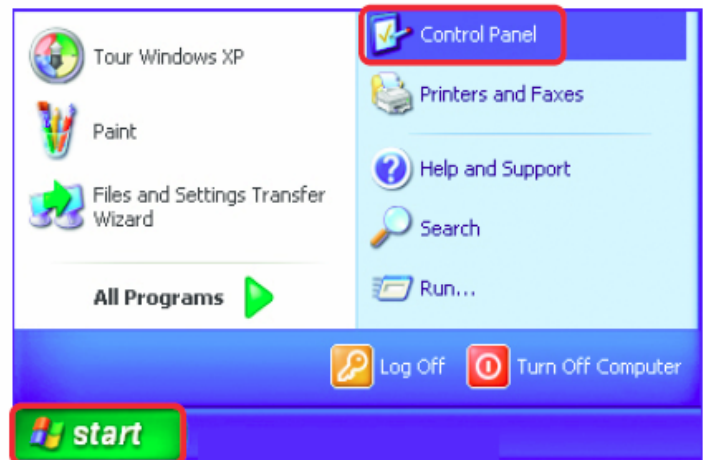 Tour Windows XP
Paint
Files and Settings Transfer
Wizard
All Programs
Control Panel
Printers and Faxes
Help and Support
Search
Run...
Log Off
Turn Off Computer
start